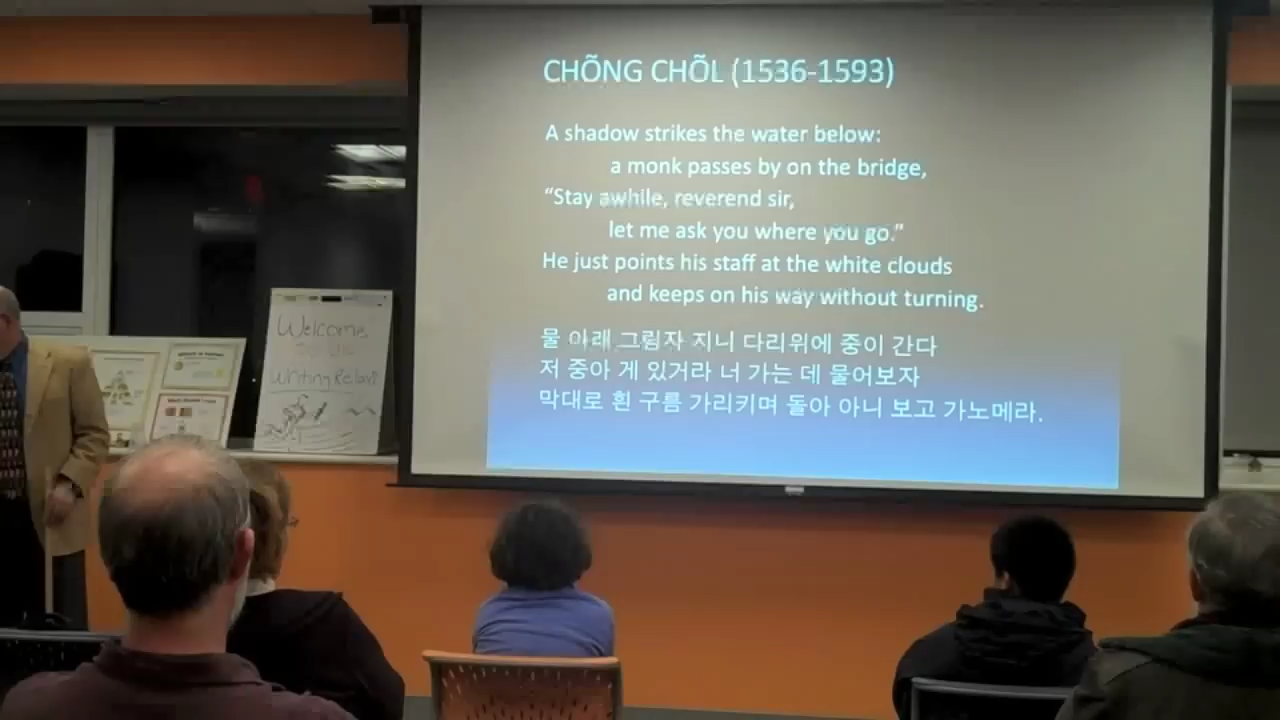 CHÕNG CHÕL (1536-1593)
A shadow strikes the water below:
a monk passes by on the bridge,
“Stay awhile, reverend sir,
let me ask you where you go.”
He just points his staff at the white clouds
and keeps on his way without turning.
물 아래 그림자 지니 다리위에 중이 간다
저 중아 게 있거라 너 가는 데 물어보자
막대로 흰 구름 가리키며 돌아 아니 보고 가노메라.
Welcome
Writing Relay